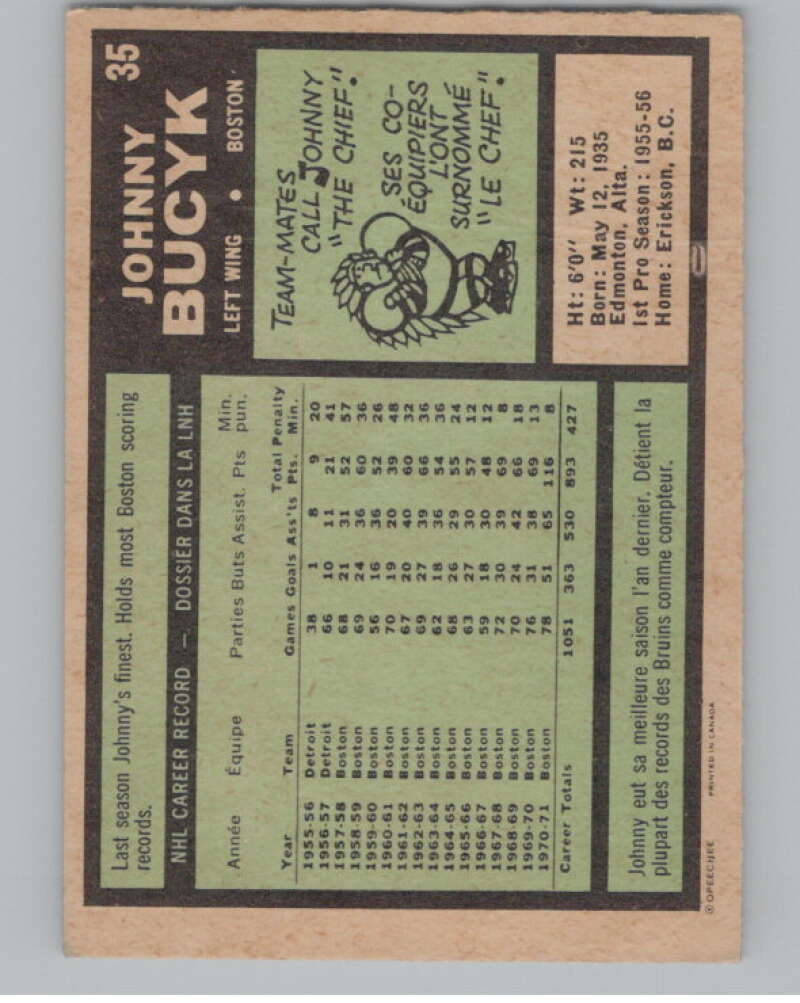 Last season Johnny's finest. Holds most Boston scoring
records.
NHL CAREER RECORD — DOSSIER DANS LA LNH
Année Équipe Parties Buts Assist. Pts Min. pun.
Year Team Games Goals Ass'ts Total Pts. Penalty Min.
1955-56 Detroit 38 1 8 9 20
1956-57 Detroit 66 10 11 21 41
1957-58 Boston 68 21 31 52 57
1958-59 Boston 69 24 36 60 36
1959-60 Boston 56 16 36 52 26
1960-61 Boston 70 19 20 39 48
1961-62 Boston 67 20 40 60 32
1962-63 Boston 69 27 39 66 36
1963-64 Boston 62 18 36 54 36
1964-65 Boston 68 26 29 55 24
1965-66 Boston 63 27 30 57 12
1966-67 Boston 59 18 30 48 12
1967-68 Boston 72 30 39 69 8
1968-69 Boston 70 24 42 66 18
1969-70 Boston 76 31 38 69 13
1970-71 Boston 78 51 65 116 8
Career Totals 1051 363 530 893 427
Johnny eut sa meilleure saison l'an dernier. Détient la
plupart des records des Bruins comme compteur.
© OPEECHEE PRINTED IN CANADA
35
JOHNNY
BUCYK
LEFT WING • BOSTON
TEAM-MATES
CALL JOHNNY
"THE CHIEF."
SES CO-
ÉQUIPIERS
L'ONT
SURNOMMÉ
"LE CHEF".
Ht: 6'0" Wt: 215
Born: May 12, 1935
Edmonton, Alta.
1st Pro Season: 1955-56
Home: Erickson, B.C.